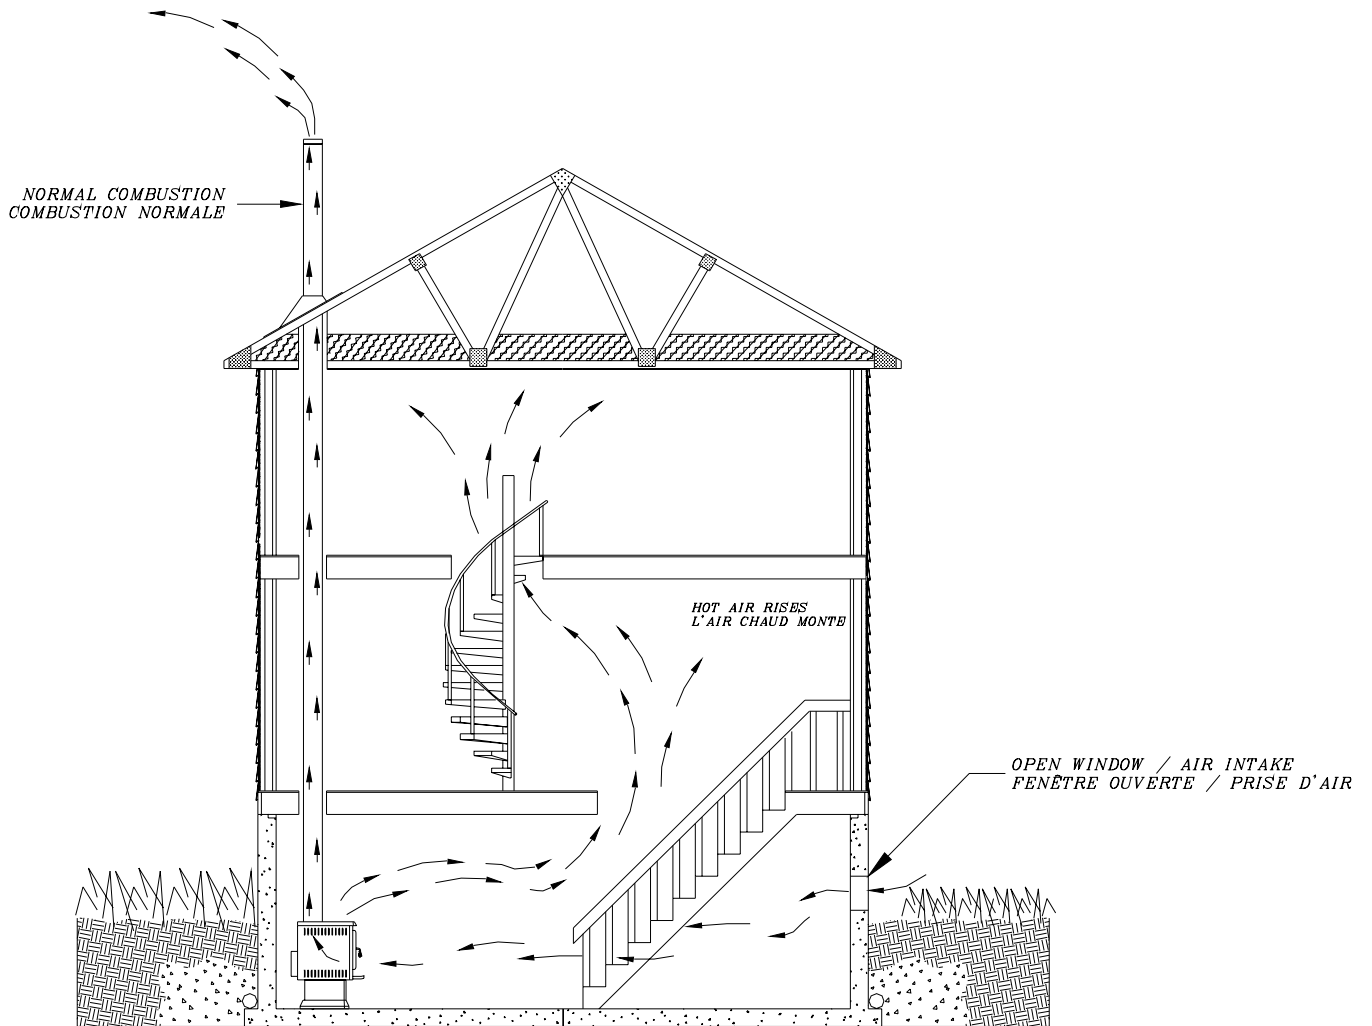 NORMAL COMBUSTION
COMBUSTION NORMALE
HOT AIR RISES
L'AIR CHAUD MONTE
OPEN WINDOW / AIR INTAKE
FENÊTRE OUVERTE / PRISE D'AIR